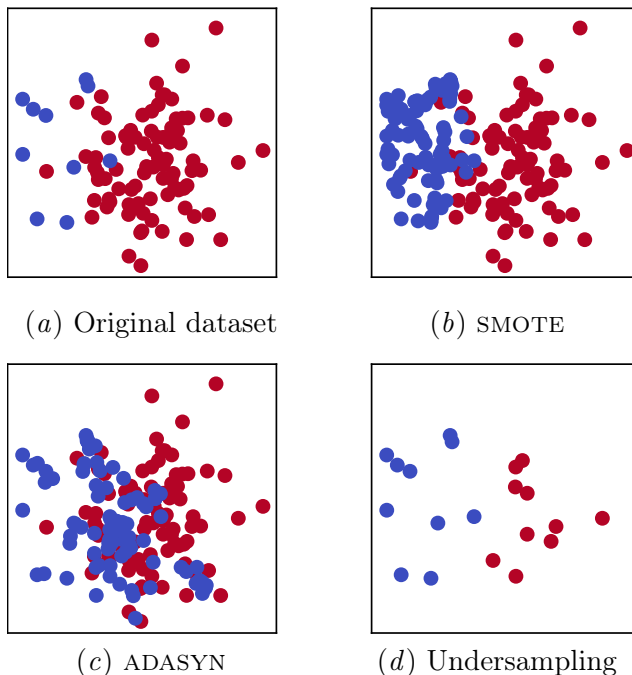 (a) Original dataset
(b) SMOTE
(c) ADASYN
(d) Undersampling